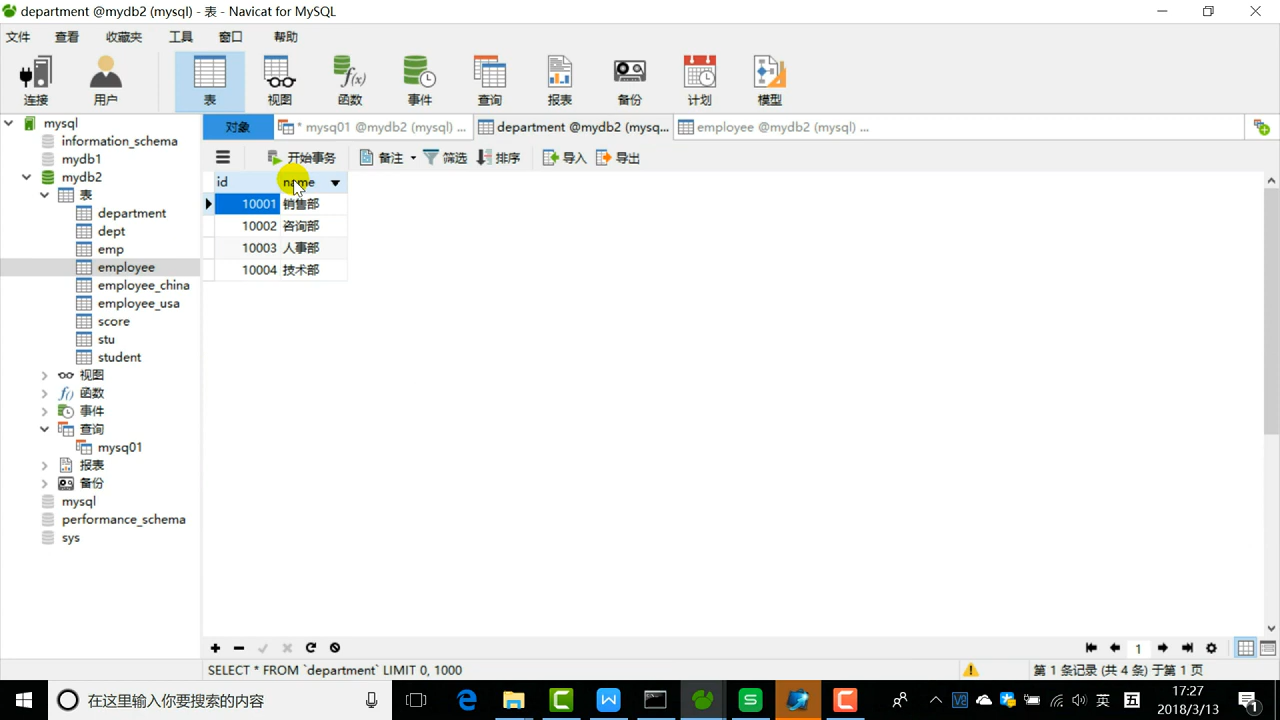 department @mydb2 (mysql) - 表 - Navicat for MySQL
文件 查看 收藏夹 工具 窗口 帮助
连接 用户 表 视图 函数 事件 查询 报表 备份 计划 模型
对象 * mysq01 @mydb2 (mysql) ... department @mydb2 (mysq... employee @mydb2 (mysql) ...
开始事务 备注 筛选 排序 导入 导出
id name
10001 销售部
10002 咨询部
10003 人事部
10004 技术部
mysql
information_schema
mydb1
mydb2
表
department
dept
emp
employee
employee_china
employee_usa
score
stu
student
视图
函数
事件
查询
mysq01
报表
备份
mysql
performance_schema
sys
1
SELECT * FROM `department` LIMIT 0, 1000
第 1 条记录 (共 4 条) 于第 1 页
在这里输入你要搜索的内容
英 五
17:27
2018/3/13
1